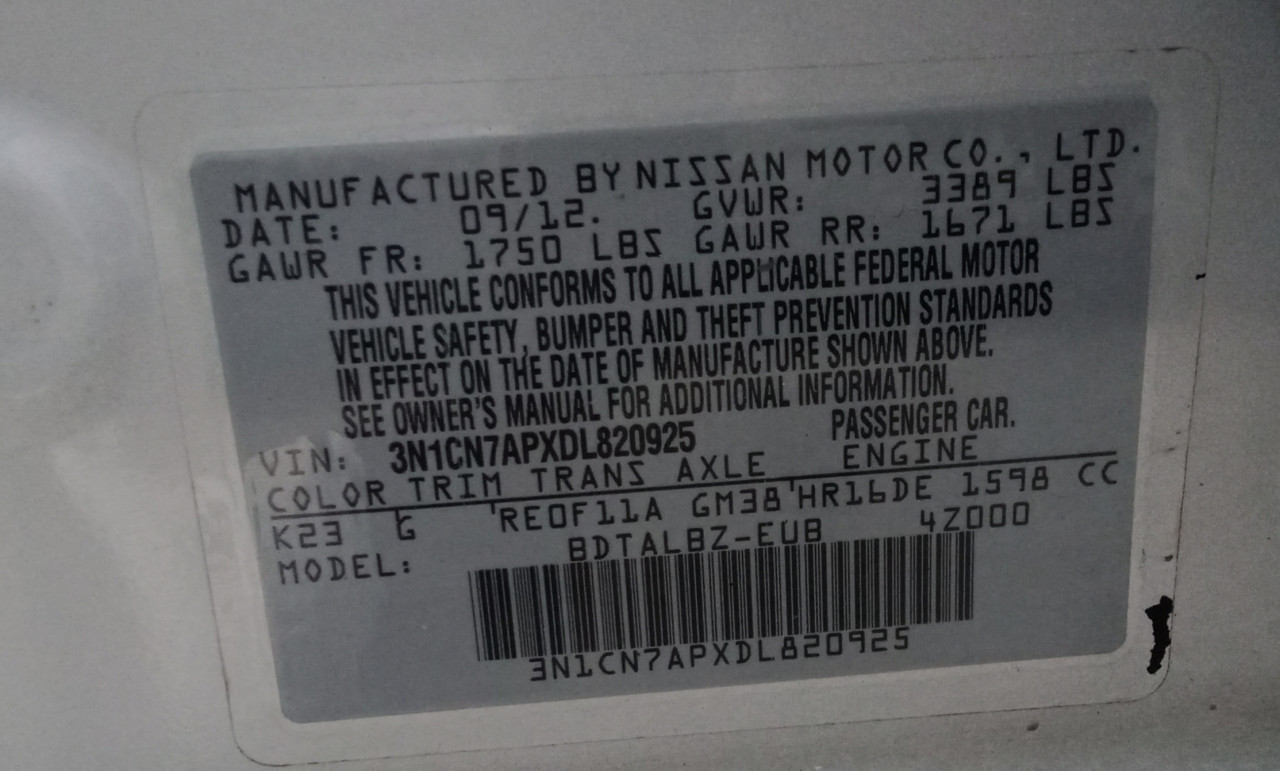 MANUFACTURED BY NISSAN MOTOR CO., LTD.
DATE: 09/12. GVWR: 3389 LBS
GAWR FR: 1750 LBS GAWR RR: 1671 LBS
THIS VEHICLE CONFORMS TO ALL APPLICABLE FEDERAL MOTOR
VEHICLE SAFETY, BUMPER AND THEFT PREVENTION STANDARDS
IN EFFECT ON THE DATE OF MANUFACTURE SHOWN ABOVE.
SEE OWNER'S MANUAL FOR ADDITIONAL INFORMATION.
VIN: 3N1CN7APXDL820925 PASSENGER CAR.
COLOR TRIM TRANS AXLE ENGINE
K23 G RE0F11A GM38 HR16DE 1598 CC
MODEL: BDTALBZ-EUB 4Z000
3N1CN7APXDL820925